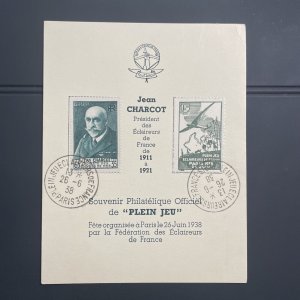 Jean
CHARCOT
Président
des
Éclaireurs
de
France
de
1911
à
1921
Souvenir Philatélique Officiel
de "PLEIN JEU"
Fête organisée à Paris le 26 Juin 1938
par la Fédération des Éclaireurs
de France